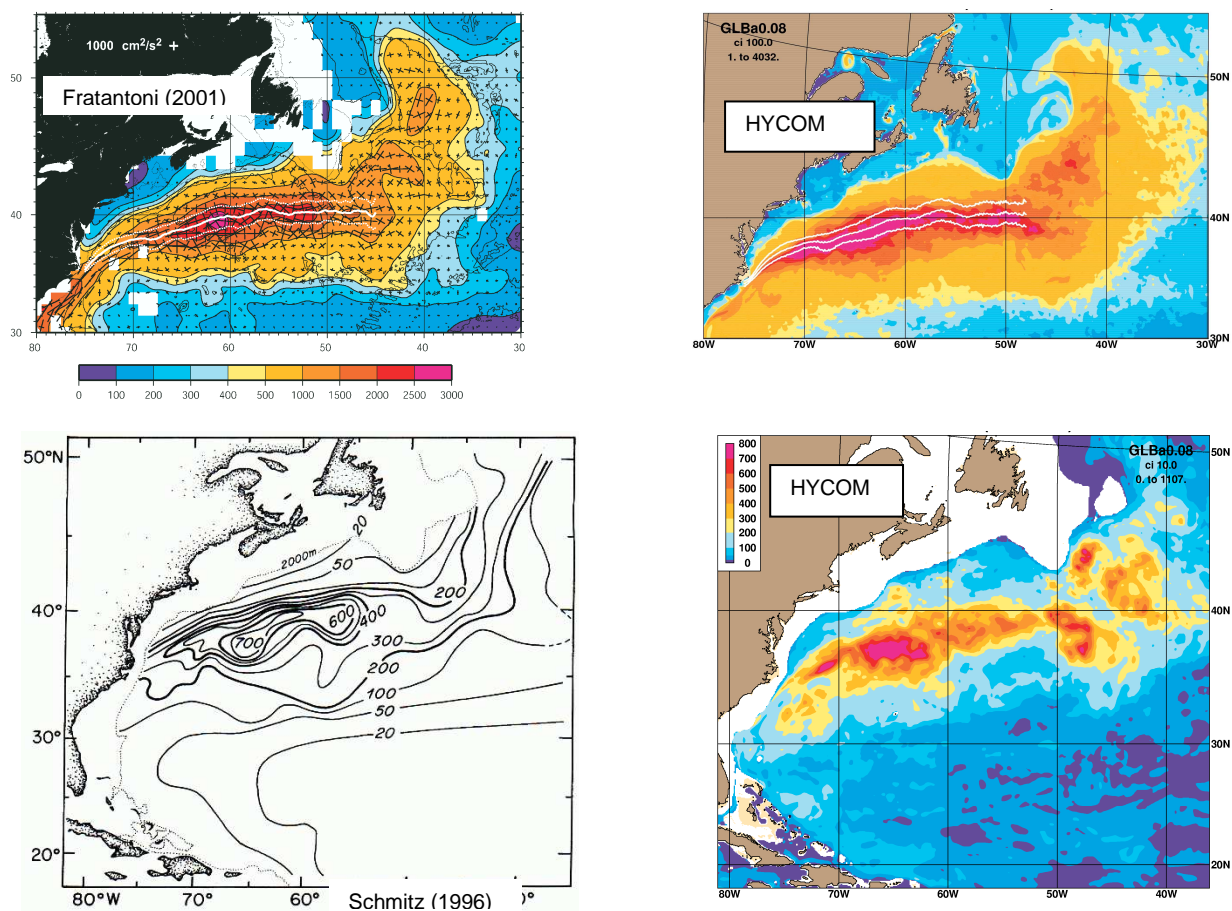 1000 cm²/s² +
Fratantoni (2001)
50
40
30
80 70 60 50 40 30
0 100 200 300 400 500 1000 1500 2000 2500 3000
GLBa0.08
ci 100.0
1. to 4032.
HYCOM
50N
40N
30N
80W 70W 60W 50W 40W 30W
50°N
40°
30°
20°
2000m
20
50
200
600
400
700
300
200
100
50
20
80°W 70° 60°
Schmitz (1996)
800
700
600
500
400
300
200
100
0
HYCOM
GLBa0.08
ci 10.0
0. to 1107.
50N
40N
30N
20N
80W 70W 60W 50W 40W